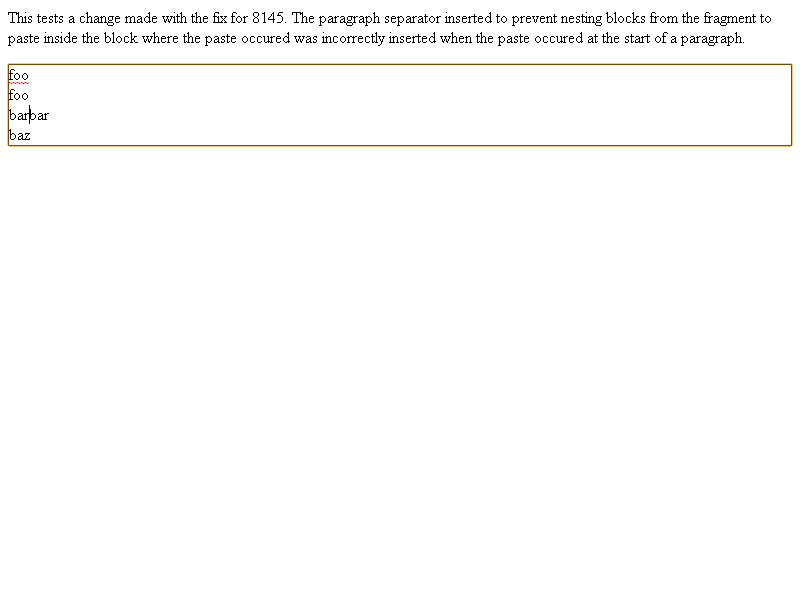 This tests a change made with the fix for 8145. The paragraph separator inserted to prevent nesting blocks from the fragment to
paste inside the block where the paste occured was incorrectly inserted when the paste occured at the start of a paragraph.
foo
foo
barbar
baz